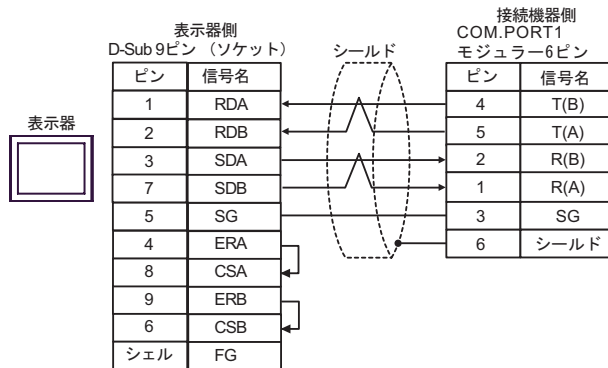 接続機器側
表示器側 COM.PORT1
D-Sub 9ピン (ソケット) シールド モジュラー6ピン
ピン 信号名 ピン 信号名
1 RDA 4 T(B)
表示器
2 RDB 5 T(A)
3 SDA 2 R(B)
7 SDB 1 R(A)
5 SG 3 SG
4 ERA 6 シールド
8 CSA
9 ERB
6 CSB
シェル FG